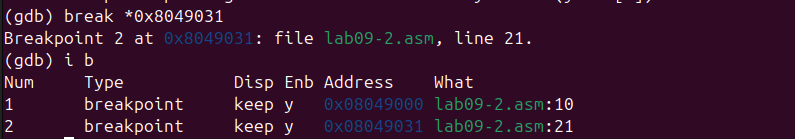 (gdb) break *0x8049031
Breakpoint 2 at 0x8049031: file lab09-2.asm, line 21.
(gdb) i b
Num     Type           Disp Enb Address    What
1       breakpoint     keep y   0x08049000 lab09-2.asm:10
2       breakpoint     keep y   0x08049031 lab09-2.asm:21